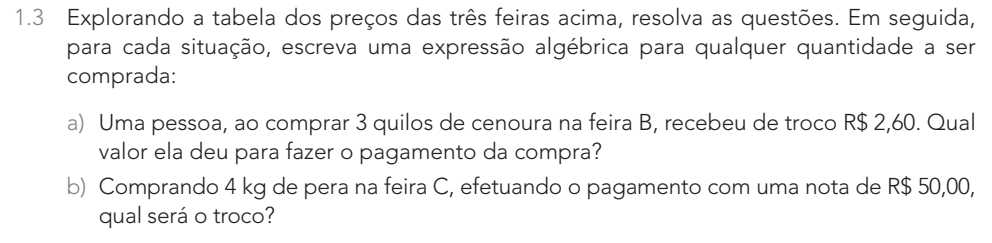 1.3 Explorando a tabela dos preços das três feiras acima, resolva as questões. Em seguida,
para cada situação, escreva uma expressão algébrica para qualquer quantidade a ser
comprada:
a) Uma pessoa, ao comprar 3 quilos de cenoura na feira B, recebeu de troco R$ 2,60. Qual
valor ela deu para fazer o pagamento da compra?
b) Comprando 4 kg de pera na feira C, efetuando o pagamento com uma nota de R$ 50,00,
qual será o troco?